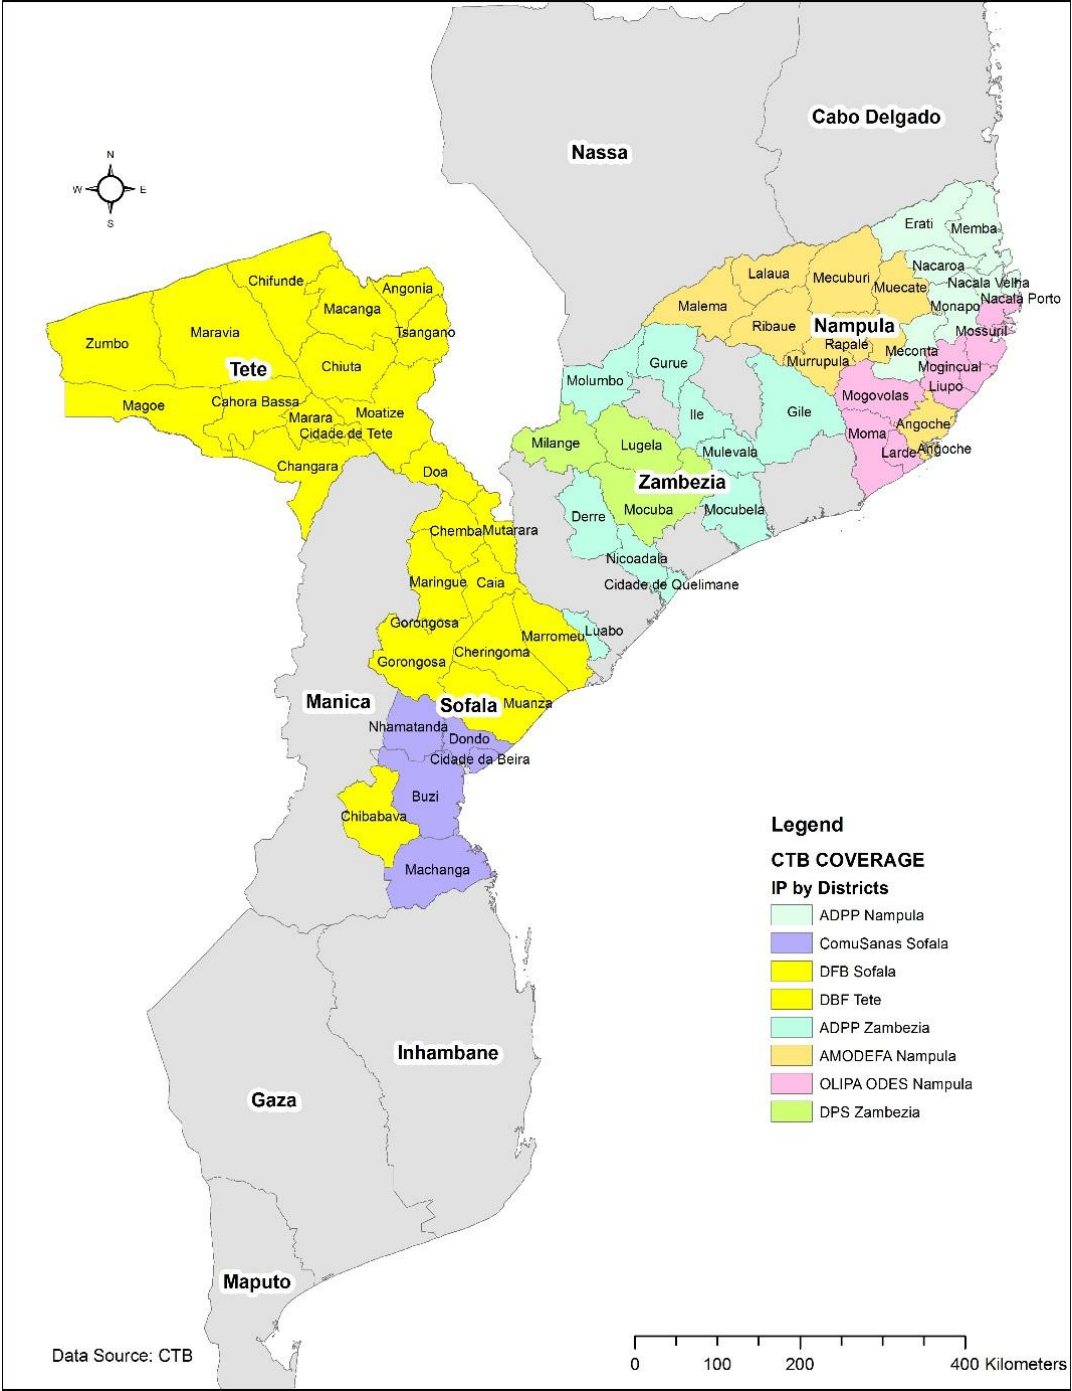 Cabo Delgado
Nassa
N
W E
S
Erati
Memba
Nacaroa
Lalaua
Mecuburi
Muecate
Nacala Velha
Nacala Porto
Monapo
Malema
Ribaue
Nampula
Mossuril
Rapale
Meconta
Murrupula
Mogincual
Liupo
Mogovolas
Angoche
Moma
Larde
Angoche
Chifunde
Angonia
Macanga
Maravia
Tsangano
Zumbo
Tete
Chiuta
Magoe
Cahora Bassa
Marara
Moatize
Cidade de Tete
Changara
Doa
Gurue
Molumbo
Ile
Gile
Milange
Lugela
Mulevala
Zambezia
Derre
Mocuba
Mocubela
Nicoadala
Cidade de Quelimane
Luabo
Chemba
Mutarara
Maringue
Caia
Gorongosa
Marromeu
Cheringoma
Gorongosa
Manica
Sofala
Muanza
Nhamatanda
Dondo
Cidade da Beira
Buzi
Chibabava
Machanga
Inhambane
Gaza
Maputo
Legend
CTB COVERAGE
IP by Districts
ADPP Nampula
ComuSanas Sofala
DFB Sofala
DBF Tete
ADPP Zambezia
AMODEFA Nampula
OLIPA ODES Nampula
DPS Zambezia
Data Source: CTB
0 100 200 400 Kilometers